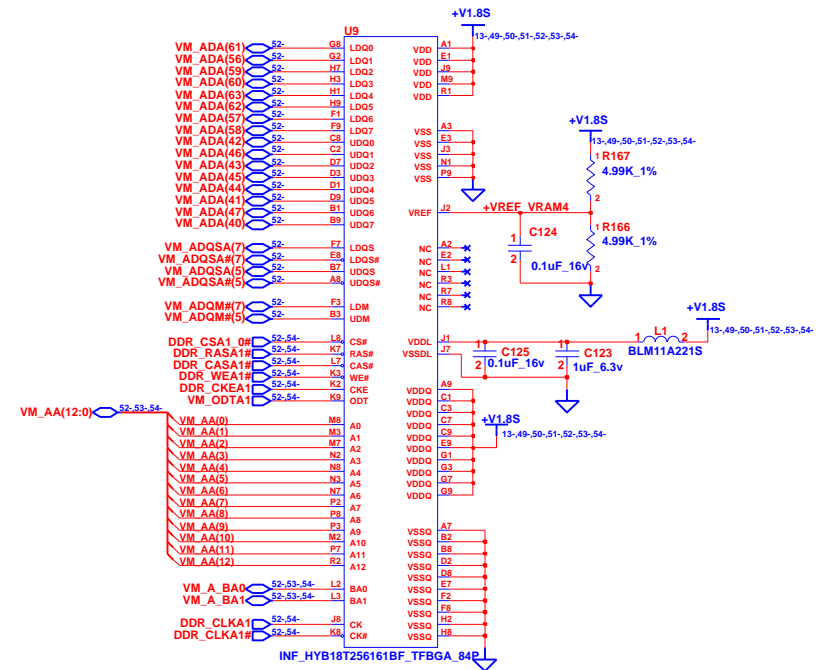 +V1.8S
13-,49-,50-,51-,52-,53-,54-
U9
VM_ADA(61) 52- G8 LDQ0
VM_ADA(56) 52- G2 LDQ1
VM_ADA(59) 52- H7 LDQ2
VM_ADA(60) 52- H3 LDQ3
VM_ADA(63) 52- H1 LDQ4
VM_ADA(62) 52- H9 LDQ5
VM_ADA(57) 52- F1 LDQ6
VM_ADA(58) 52- F9 LDQ7
VM_ADA(42) 52- C8 UDQ0
VM_ADA(46) 52- C2 UDQ1
VM_ADA(43) 52- D7 UDQ2
VM_ADA(45) 52- D3 UDQ3
VM_ADA(44) 52- D1 UDQ4
VM_ADA(41) 52- D9 UDQ5
VM_ADA(47) 52- B1 UDQ6
VM_ADA(40) 52- B9 UDQ7
VM_ADQSA(7) 52- F7 LDQS
VM_ADQSA#(7) 52- E8 LDQS#
VM_ADQSA(5) 52- B7 UDQS
VM_ADQSA#(5) 52- A8 UDQS#
VM_ADQM#(7) 52- F3 LDM
VM_ADQM#(5) 52- B3 UDM
DDR_CSA1_0# 52-,54- L8 CS#
DDR_RASA1# 52-,54- K7 RAS#
DDR_CASA1# 52-,54- L7 CAS#
DDR_WEA1# 52-,54- K3 WE#
DDR_CKEA1 52-,54- K2 CKE
VM_ODTA1 52-,54- K9 ODT
VM_AA(12:0) 52-,53-,54-
VM_AA(0) M8 A0
VM_AA(1) M3 A1
VM_AA(2) M7 A2
VM_AA(3) N2 A3
VM_AA(4) N8 A4
VM_AA(5) N3 A5
VM_AA(6) N7 A6
VM_AA(7) P2 A7
VM_AA(8) P8 A8
VM_AA(9) P3 A9
VM_AA(10) M2 A10
VM_AA(11) P7 A11
VM_AA(12) R2 A12
VM_A_BA0 52-,53-,54- L2 BA0
VM_A_BA1 52-,53-,54- L3 BA1
DDR_CLKA1 52-,54- J8 CK
DDR_CLKA1# 52-,54- K8 CK#
VDD A1
VDD E1
VDD J9
VDD M9
VDD R1
VSS A3
VSS E3
VSS J3
VSS N1
VSS P9
VREF J2 +VREF_VRAM4
NC A2
NC E2
NC L1
NC R3
NC R7
NC R8
VDDL J1
VSSDL J7
VDDQ A9
VDDQ C1
VDDQ C3
VDDQ C7
VDDQ C9
VDDQ E9
VDDQ G1
VDDQ G3
VDDQ G7
VDDQ G9
VSSQ A7
VSSQ B2
VSSQ B8
VSSQ D2
VSSQ D8
VSSQ E7
VSSQ F2
VSSQ F8
VSSQ H2
VSSQ H8
+V1.8S
13-,49-,50-,51-,52-,53-,54-
1 R167
4.99K_1%
2
1 R166
4.99K_1%
2
1 C124
2 0.1uF_16v
+V1.8S
13-,49-,50-,51-,52-,53-,54-
1 L1 2
BLM11A221S
1 C125
2 0.1uF_16v
1 C123
2 1uF_6.3v
+V1.8S
13-,49-,50-,51-,52-,53-,54-
INF_HYB18T256161BF_TFBGA_84P